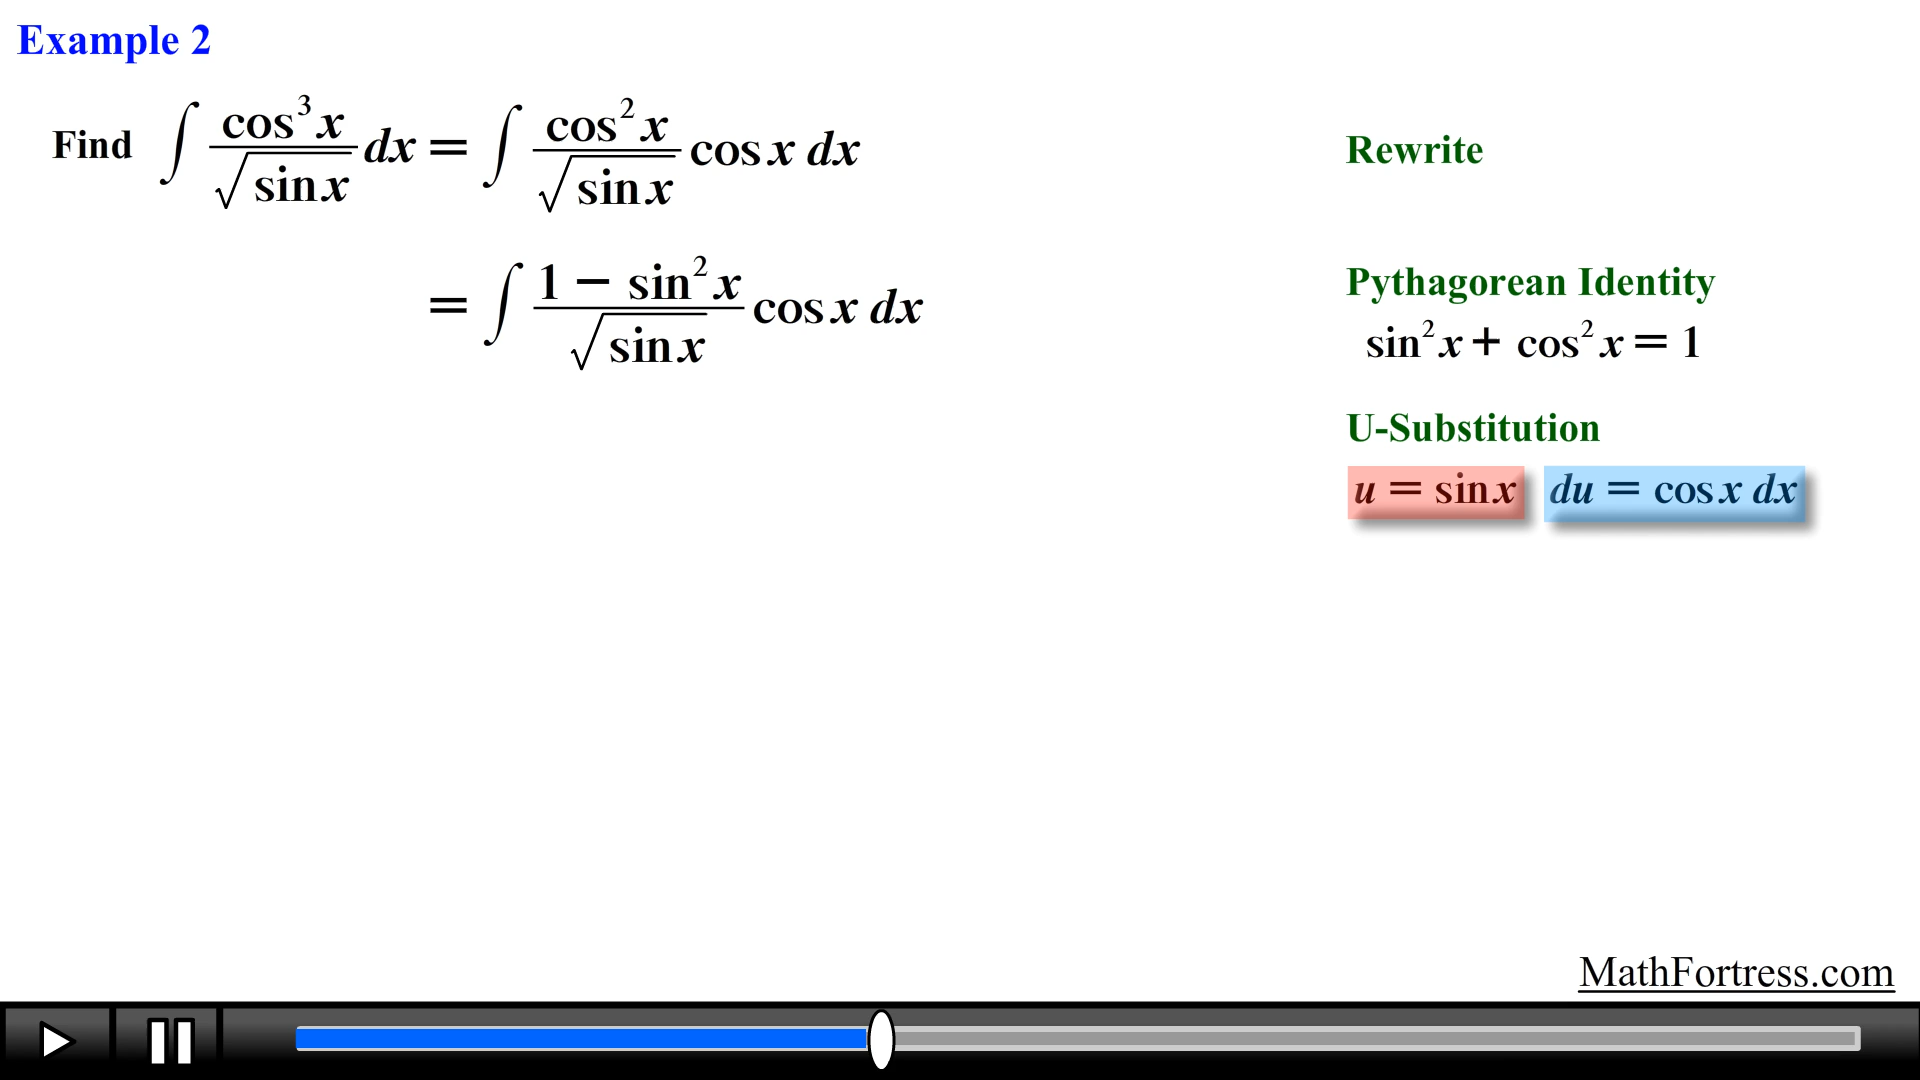 Example 2
Find ∫ cos³x / √sin x dx = ∫ cos²x / √sin x cos x dx
Rewrite
= ∫ 1 − sin²x / √sin x cos x dx
Pythagorean Identity
sin²x + cos²x = 1
U-Substitution
u = sin x du = cos x dx
MathFortress.com